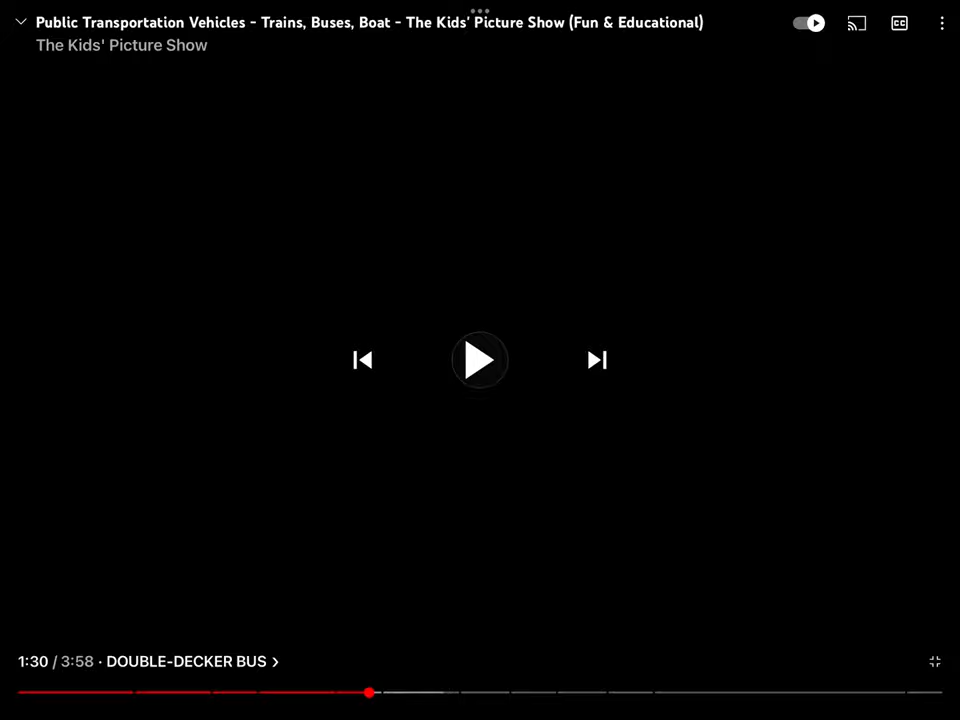 Public Transportation Vehicles - Trains, Buses, Boat - The Kids' Picture Show (Fun & Educational)
The Kids' Picture Show
CC
1:30 / 3:58 · DOUBLE-DECKER BUS >